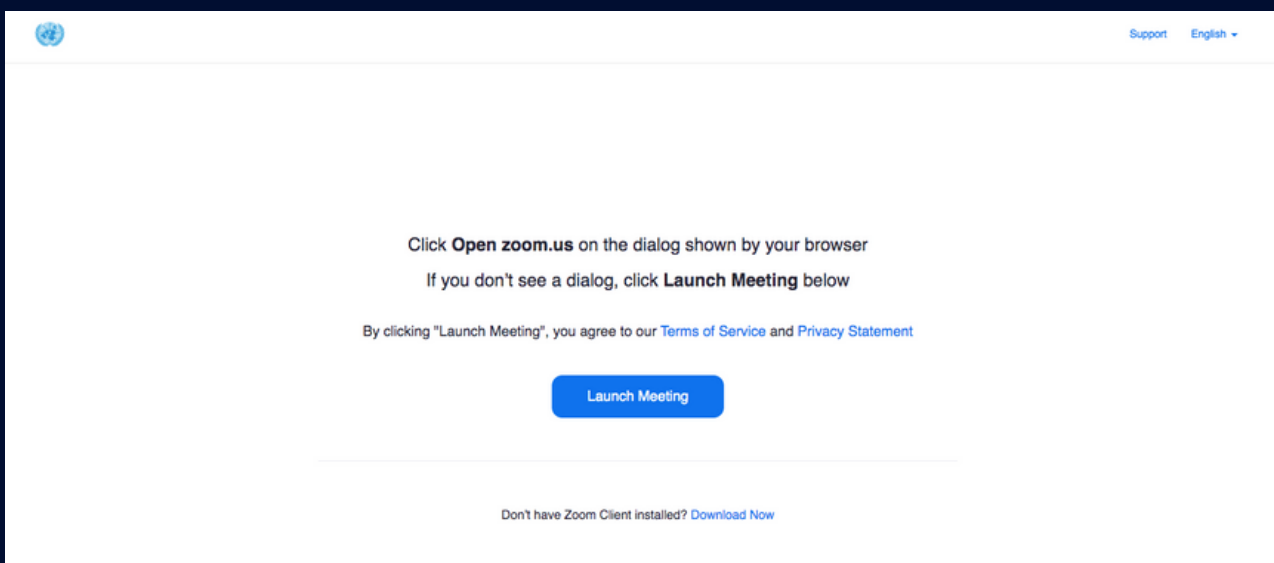 Support English
Click Open zoom.us on the dialog shown by your browser
If you don't see a dialog, click Launch Meeting below
By clicking "Launch Meeting", you agree to our Terms of Service and Privacy Statement
Launch Meeting
Don't have Zoom Client installed? Download Now